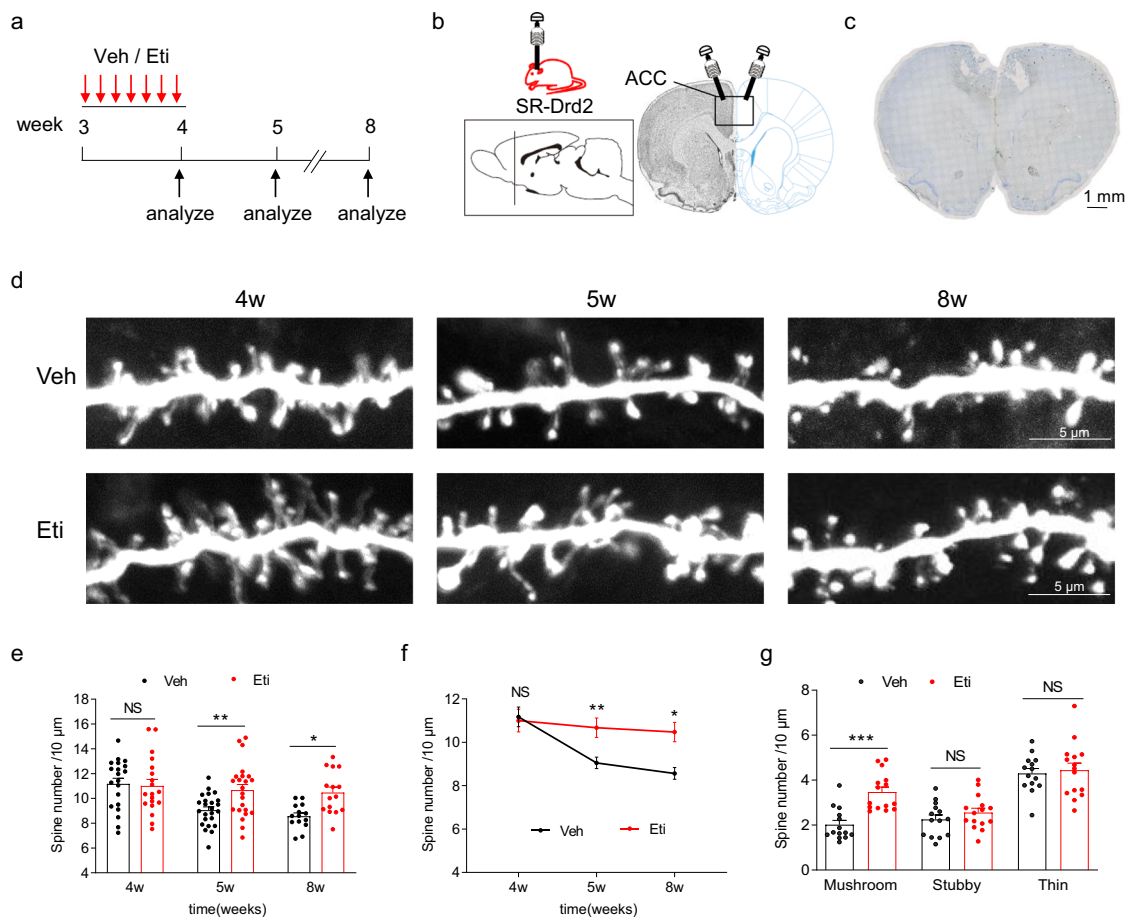 a
Veh / Eti
week
3
4
5
8
analyze
analyze
analyze
b
ACC
SR-Drd2
c
1 mm
d
4w
5w
8w
Veh
5 µm
Eti
5 µm
e
Veh
Eti
Spine number /10 µm
18
16
14
12
10
8
6
4
NS
**
*
4w
5w
8w
time(weeks)
f
Spine number /10 µm
12
10
8
6
4
NS
**
*
Veh
Eti
4w
5w
8w
time(weeks)
g
Veh
Eti
Spine number/10 µm
8
6
4
2
0
***
NS
NS
Mushroom
Stubby
Thin